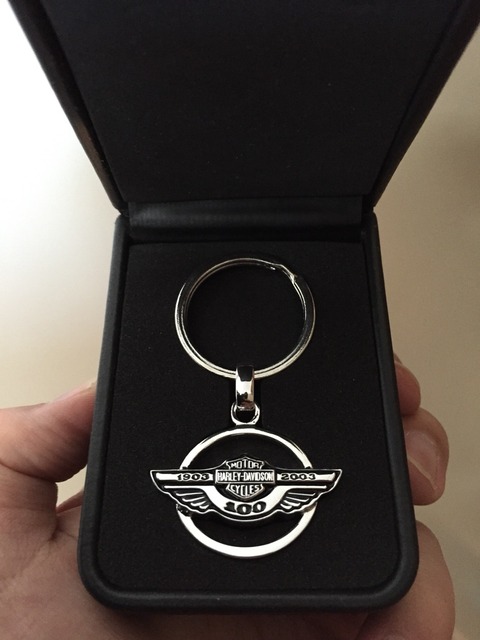 MOTOR
1903 HARLEY-DAVIDSON 2003
CYCLES
100